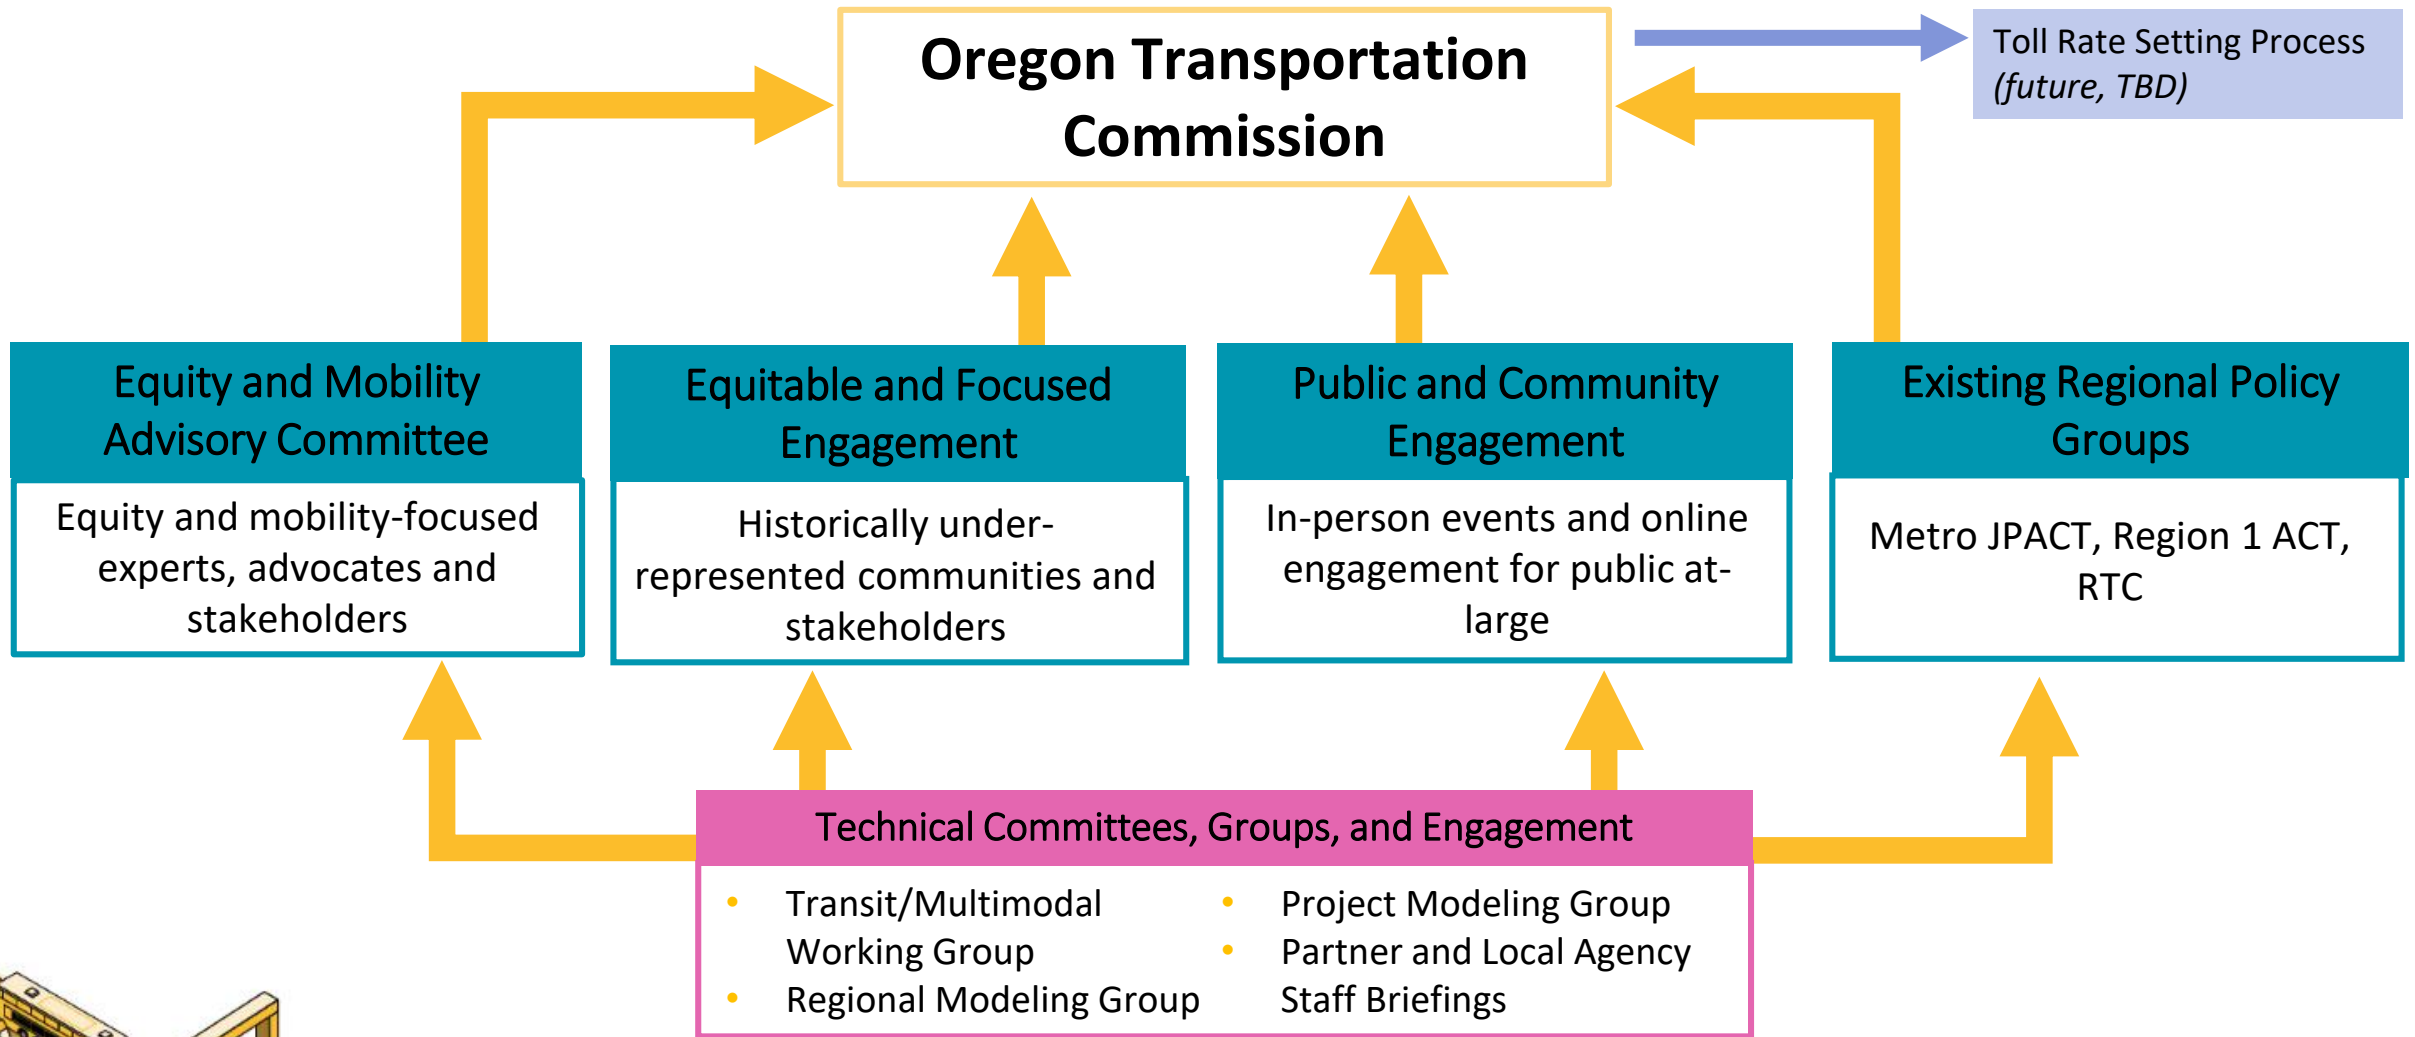 Oregon Transportation
Commission
Toll Rate Setting Process
(future, TBD)
Equity and Mobility
Advisory Committee
Equity and mobility-focused
experts, advocates and
stakeholders
Equitable and Focused
Engagement
Historically under-
represented communities and
stakeholders
Public and Community
Engagement
In-person events and online
engagement for public at-
large
Existing Regional Policy
Groups
Metro JPACT, Region 1 ACT,
RTC
Technical Committees, Groups, and Engagement
• Transit/Multimodal
Working Group
• Regional Modeling Group
• Project Modeling Group
• Partner and Local Agency
Staff Briefings